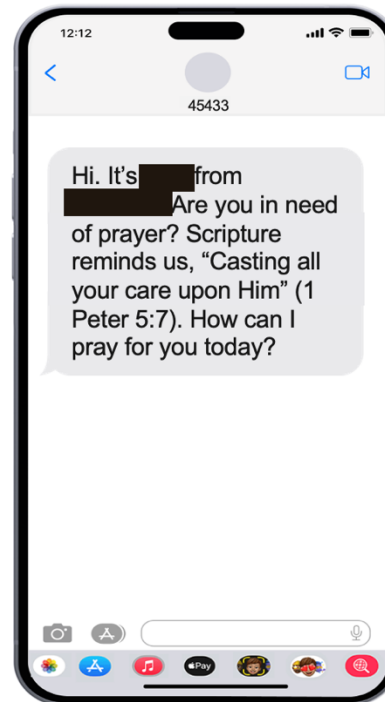 12:12
45433
Hi. It's from
Are you in need
of prayer? Scripture
reminds us, “Casting all
your care upon Him” (1
Peter 5:7). How can I
pray for you today?
Pay